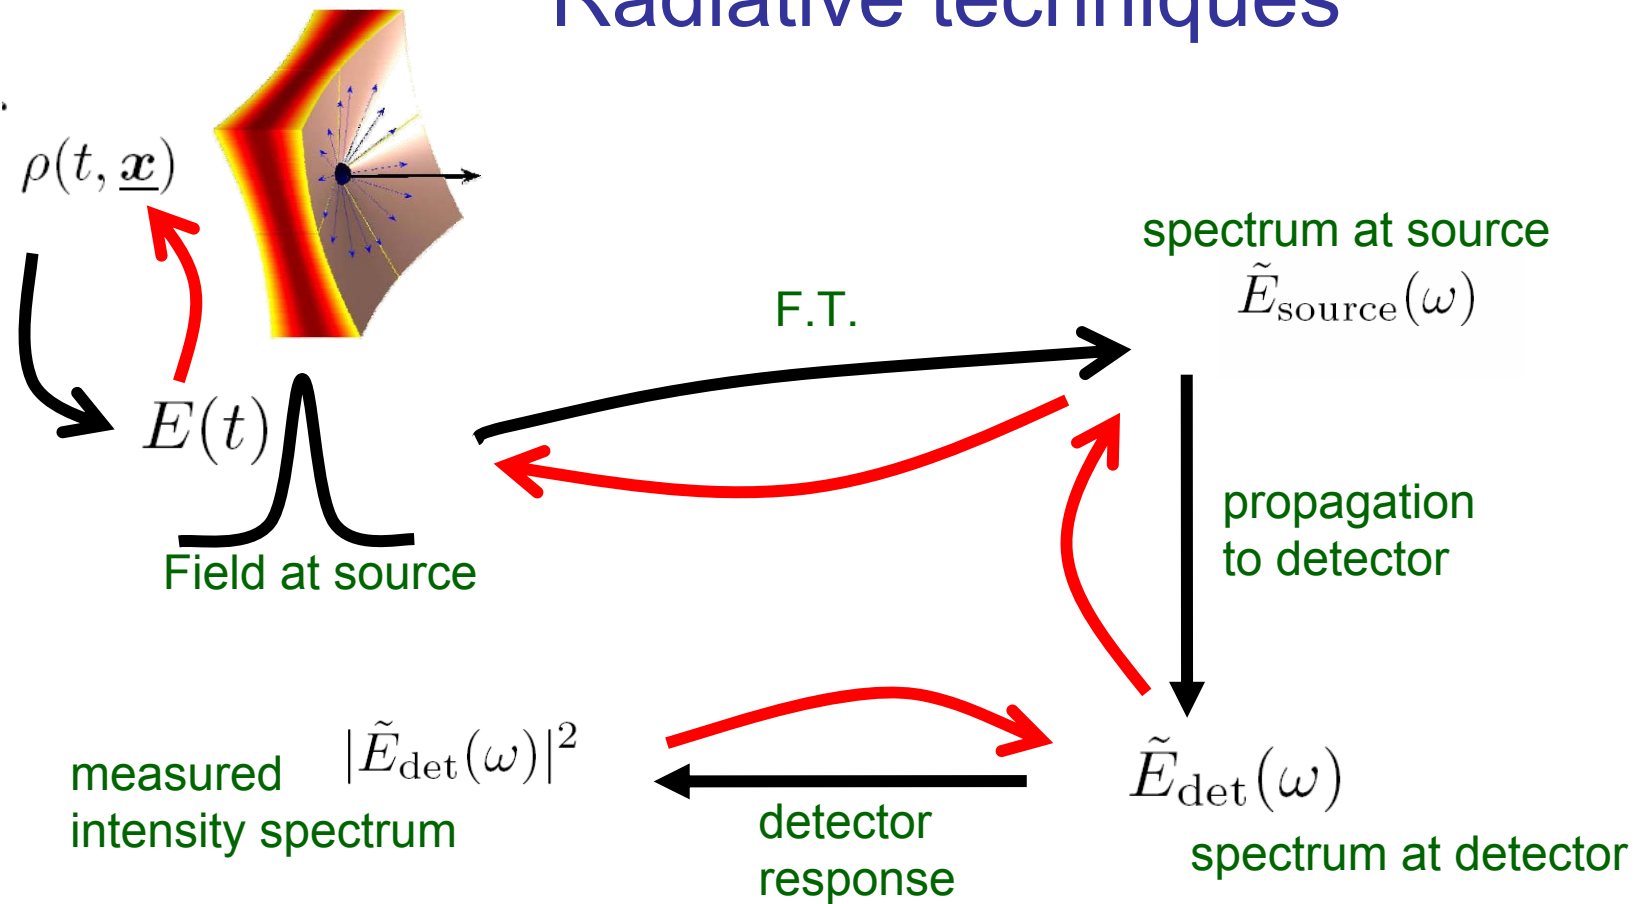 Radiative techniques
ρ(t, x)
spectrum at source
Ẽsource(ω)
F.T.
E(t)
propagation
to detector
Field at source
|Ẽdet(ω)|²
measured
intensity spectrum
Ẽdet(ω)
detector
response
spectrum at detector